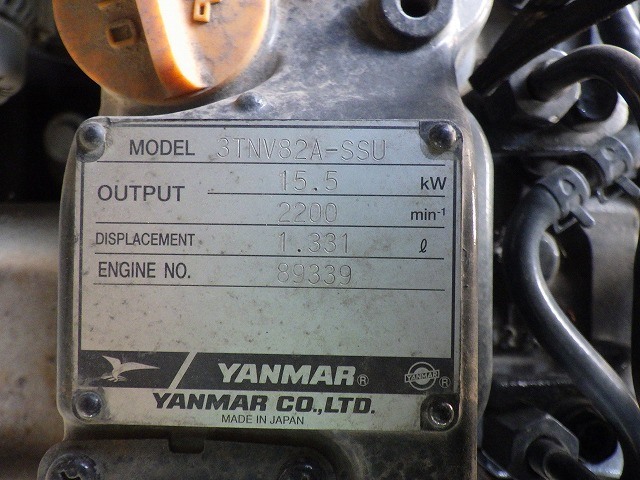 MODEL 3TNV82A-SSU
OUTPUT 15.5 kW
2200 min-1
DISPLACEMENT 1.331 ℓ
ENGINE NO. 89339
YANMAR® YANMAR ®
YANMAR CO.,LTD.
MADE IN JAPAN